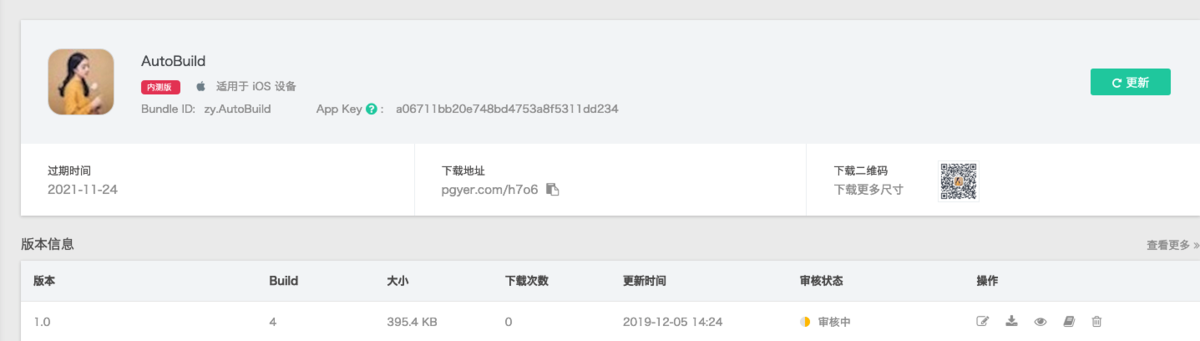 AutoBuild
内测版 适用于 iOS 设备
更新
Bundle ID: zy.AutoBuild App Key ? : a06711bb20e748bd4753a8f5311dd234
过期时间
2021-11-24
下载地址
pgyer.com/h7o6
下载二维码
下载更多尺寸
版本信息
查看更多 »
版本 Build 大小 下载次数 更新时间 审核状态 操作
1.0 4 395.4 KB 0 2019-12-05 14:24 审核中